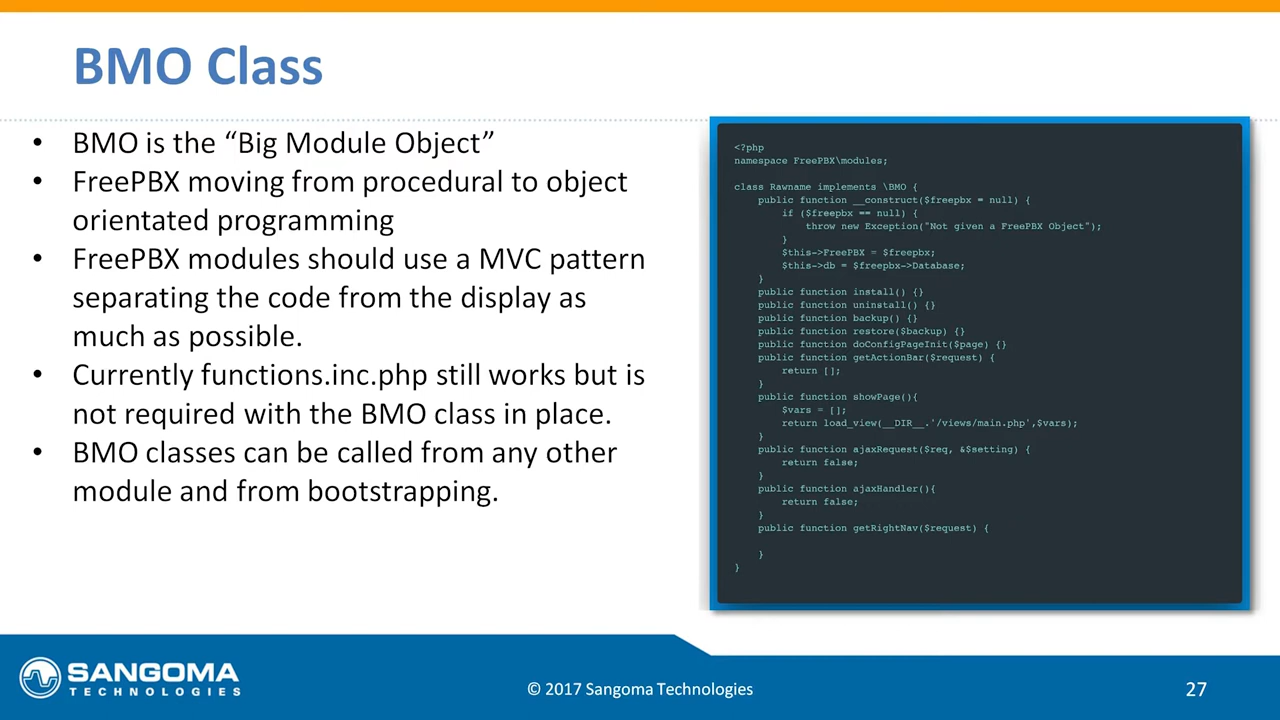 BMO Class
• BMO is the “Big Module Object”
• FreePBX moving from procedural to object
orientated programming
• FreePBX modules should use a MVC pattern
separating the code from the display as
much as possible.
• Currently functions.inc.php still works but is
not required with the BMO class in place.
• BMO classes can be called from any other
module and from bootstrapping.
<?php
namespace FreePBX\modules;
class Rawname implements \BMO {
    public function __construct($freepbx = null) {
        if ($freepbx == null) {
            throw new Exception("Not given a FreePBX Object");
        }
        $this->FreePBX = $freepbx;
        $this->db = $freepbx->Database;
    }
    public function install() {}
    public function uninstall() {}
    public function backup() {}
    public function restore($backup) {}
    public function doConfigPageInit($page) {}
    public function getActionBar($request) {
        return [];
    }
    public function showPage(){
        $vars = [];
        return load_view(__DIR__.'/views/main.php',$vars);
    }
    public function ajaxRequest($req, &$setting) {
        return false;
    }
    public function ajaxHandler(){
        return false;
    }
    public function getRightNav($request) {
    }
}
SANGOMA
TECHNOLOGIES
© 2017 Sangoma Technologies
27